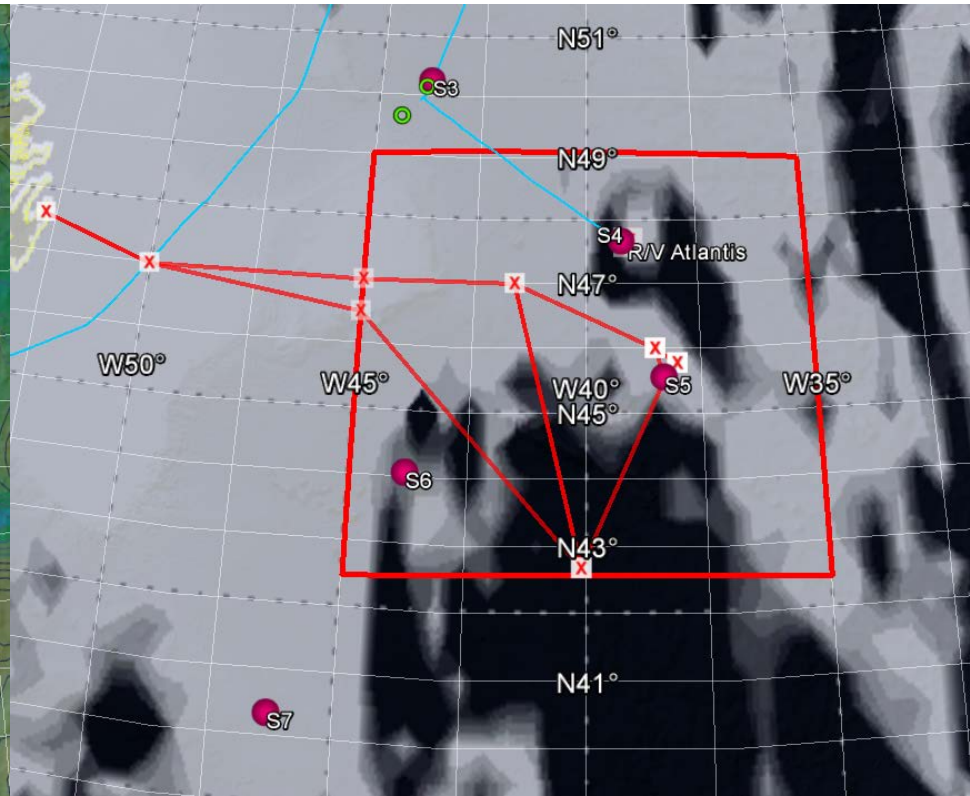 N51°
S3
N49°
S4
R/V Atlantis
N47°
W50°
W45°
W40°
W35°
S5
N45°
S6
N43°
N41°
S7
X
X
X
X
X
X
X
X